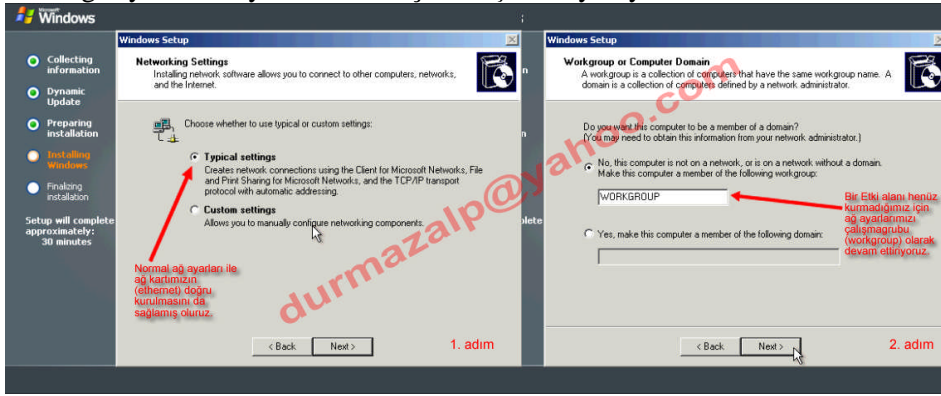 Microsoft
Windows
Collecting
information
Dynamic
Update
Preparing
installation
Installing
Windows
Finalizing
installation
Setup will complete
approximately:
30 minutes
Windows Setup
Networking Settings
Installing network software allows you to connect to other computers, networks,
and the Internet.
Choose whether to use typical or custom settings:
Typical settings
Creates network connections using the Client for Microsoft Networks, File
and Print Sharing for Microsoft Networks, and the TCP/IP transport
protocol with automatic addressing.
Custom settings
Allows you to manually configure networking components.
Normal ağ ayarları ile
ağ kartımızın
(ethernet) doğru
kurulmasını da
sağlamış oluruz.
< Back
Next >
1. adım
Windows Setup
Workgroup or Computer Domain
A workgroup is a collection of computers that have the same workgroup name. A
domain is a collection of computers defined by a network administrator.
Do you want this computer to be a member of a domain?
(You may need to obtain this information from your network administrator.)
No, this computer is not on a network, or is on a network without a domain.
Make this computer a member of the following workgroup:
WORKGROUP
Yes, make this computer a member of the following domain:
Bir Etki alanı henüz
kurmadığımız için
ağ ayarlarımızı
çalışmagrubu
(workgroup) olarak
devam ettiriyoruz.
< Back
Next >
2. adım
plete
durmazalp@yahoo.com